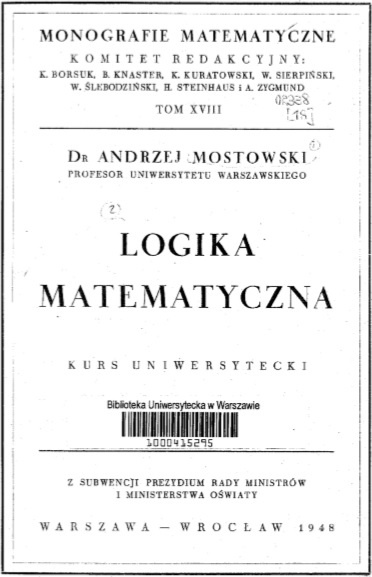 MONOGRAFIE MATEMATYCZNE
KOMITET REDAKCYJNY:
K. BORSUK, B. KNASTER, K. KURATOWSKI, W. SIERPIŃSKI,
W. ŚLEBODZIŃSKI, H. STEINHAUS i A. ZYGMUND
TOM XVIII
DR ANDRZEJ MOSTOWSKI
PROFESOR UNIWERSYTETU WARSZAWSKIEGO
(2)
LOGIKA
MATEMATYCZNA
KURS UNIWERSYTECKI
Biblioteka Uniwersytecka w Warszawie
1000415295
Z SUBWENCJI PREZYDIUM RADY MINISTRÓW
I MINISTERSTWA OŚWIATY
WARSZAWA — WROCŁAW 1948